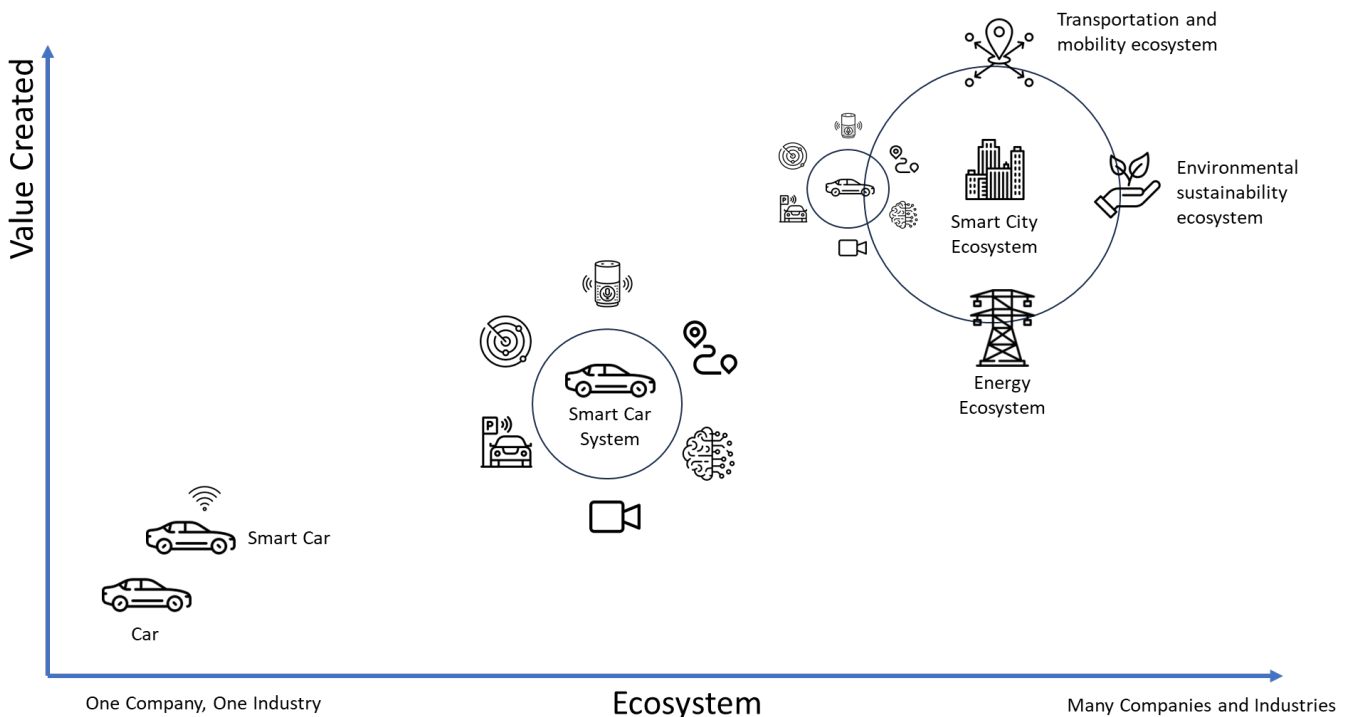 Transportation and
mobility ecosystem
Value Created
Environmental
sustainability
ecosystem
Smart City
Ecosystem
Energy
Ecosystem
Smart Car
System
P
P
Smart Car
Car
One Company, One Industry
Ecosystem
Many Companies and Industries